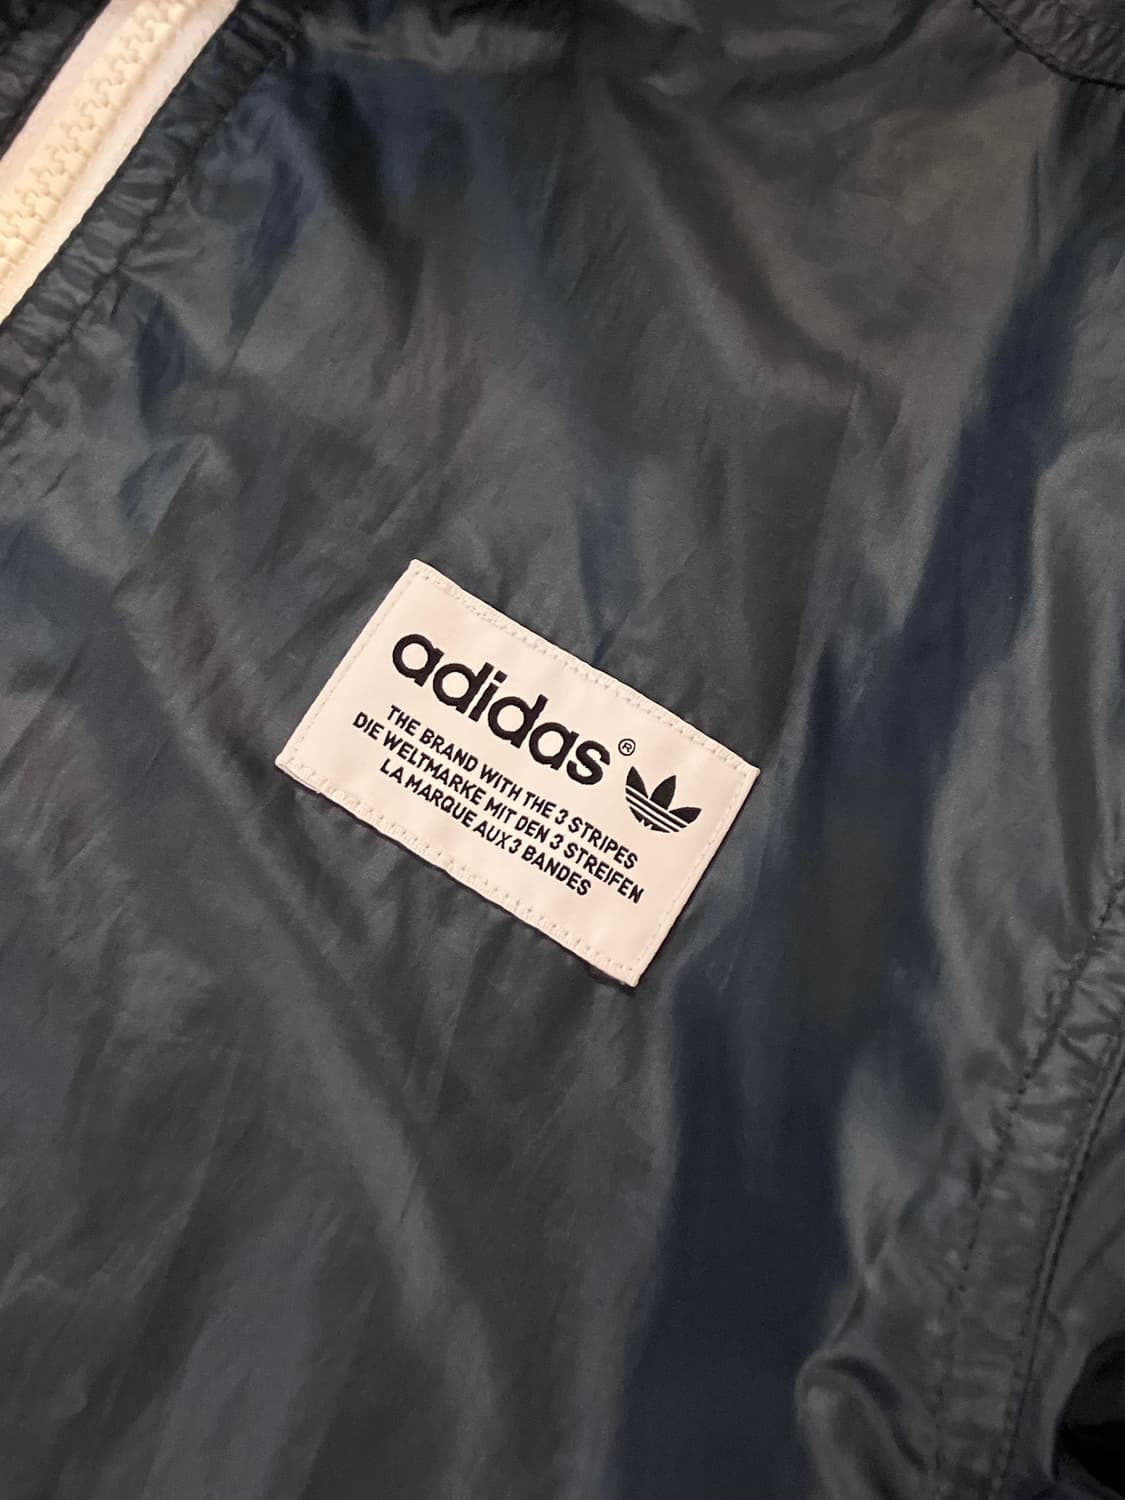 adidas®
THE BRAND WITH THE 3 STRIPES
DIE WELTMARKE MIT DEN 3 STREIFEN
LA MARQUE AUX 3 BANDES